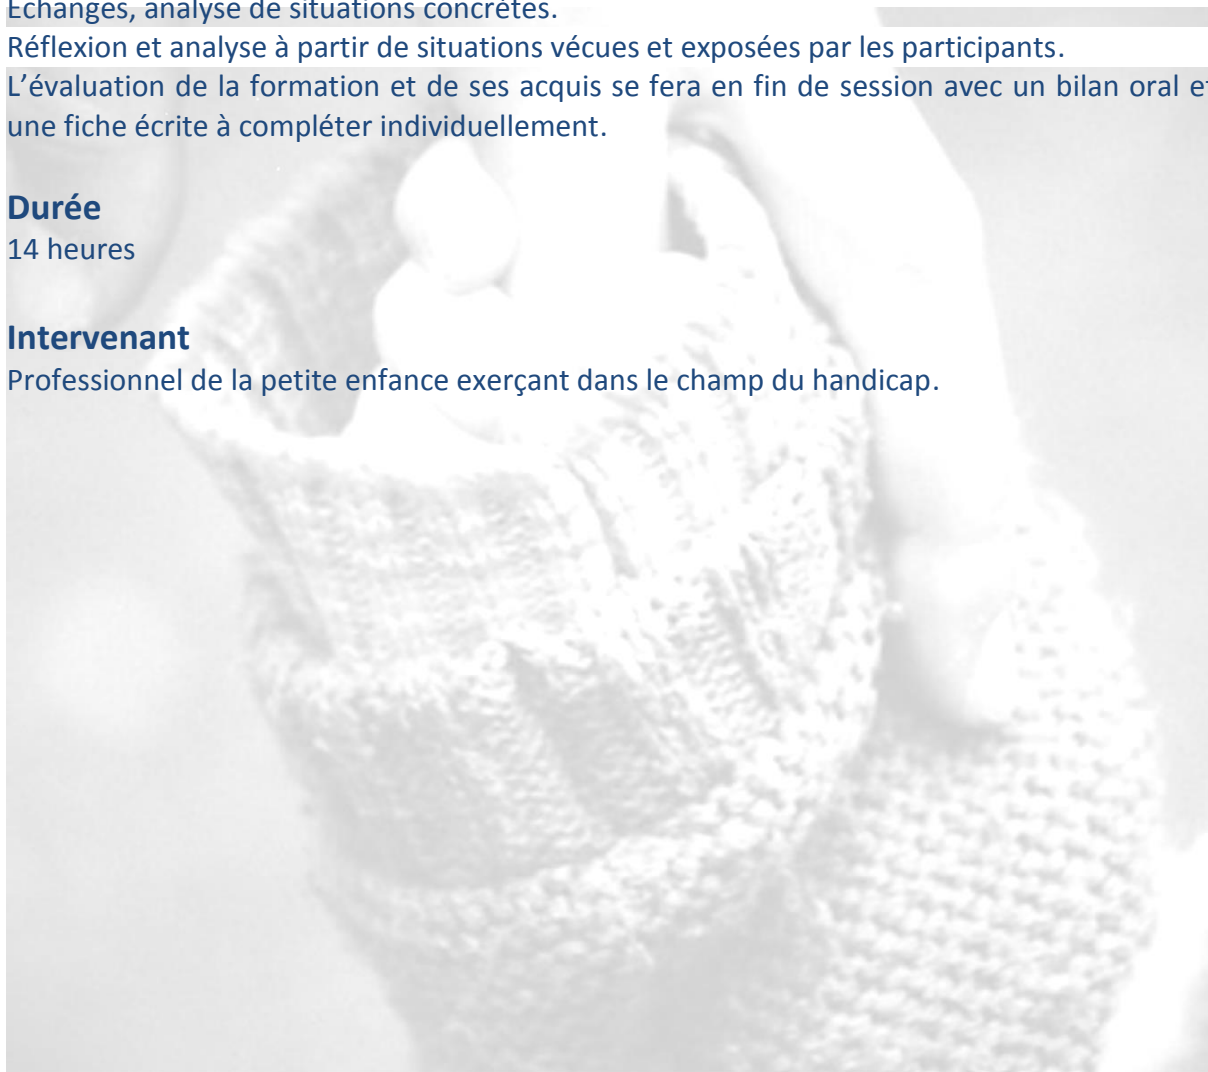 Echanges, analyse de situations concrètes.
Réflexion et analyse à partir de situations vécues et exposées par les participants.
L’évaluation de la formation et de ses acquis se fera en fin de session avec un bilan oral et
une fiche écrite à compléter individuellement.
Durée
14 heures
Intervenant
Professionnel de la petite enfance exerçant dans le champ du handicap.